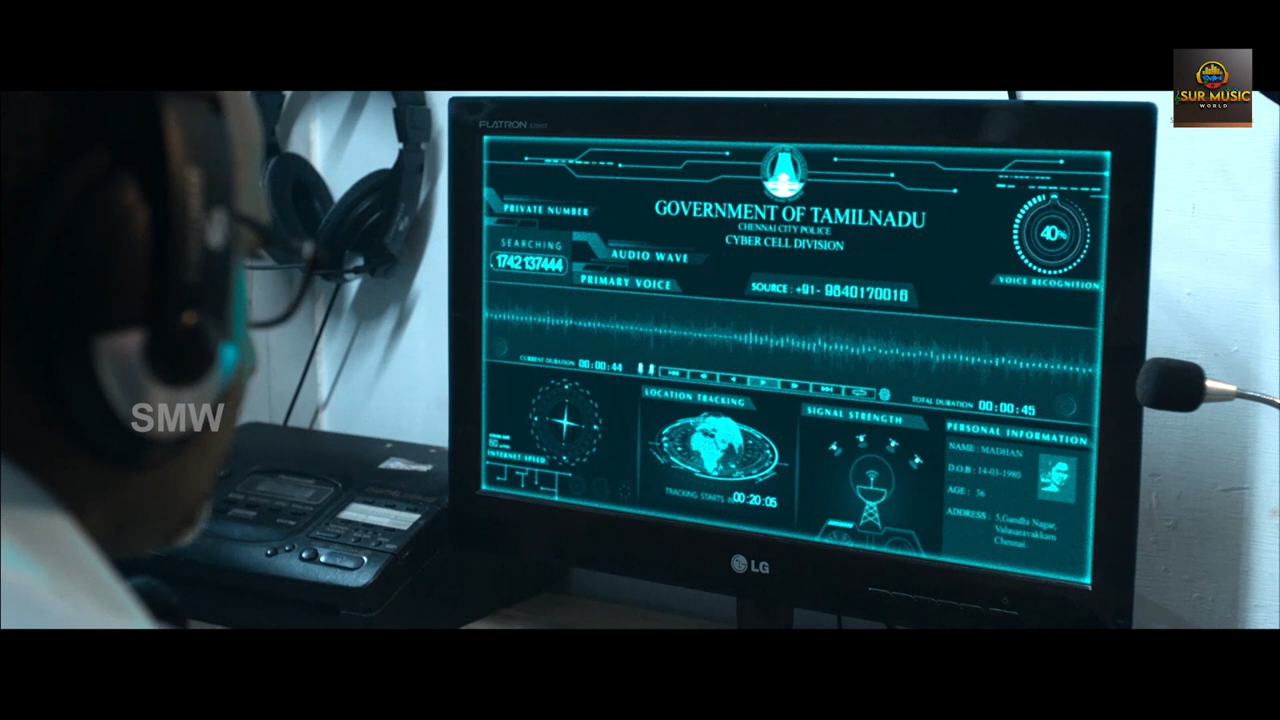 SUR MUSIC
WORLD
FLATRON
PRIVATE NUMBER
GOVERNMENT OF TAMILNADU
CHENNAI CITY POLICE
CYBER CELL DIVISION
40%
VOICE RECOGNITION
SEARCHING
1742137444
AUDIO WAVE
PRIMARY VOICE
SOURCE : +91- 9840170016
CURRENT DURATION 00:00:44
TOTAL DURATION 00:00:45
LOCATION TRACKING
SIGNAL STRENGTH
PERSONAL INFORMATION
NAME : MADHAN
D.O.B : 14-03-1980
AGE : 36
ADDRESS : 5,Gandhi Nagar,
Valasaravakkam
Chennai.
INTERNET SPEED
TRACKING STARTS IN 00:20:05
SMW
LG